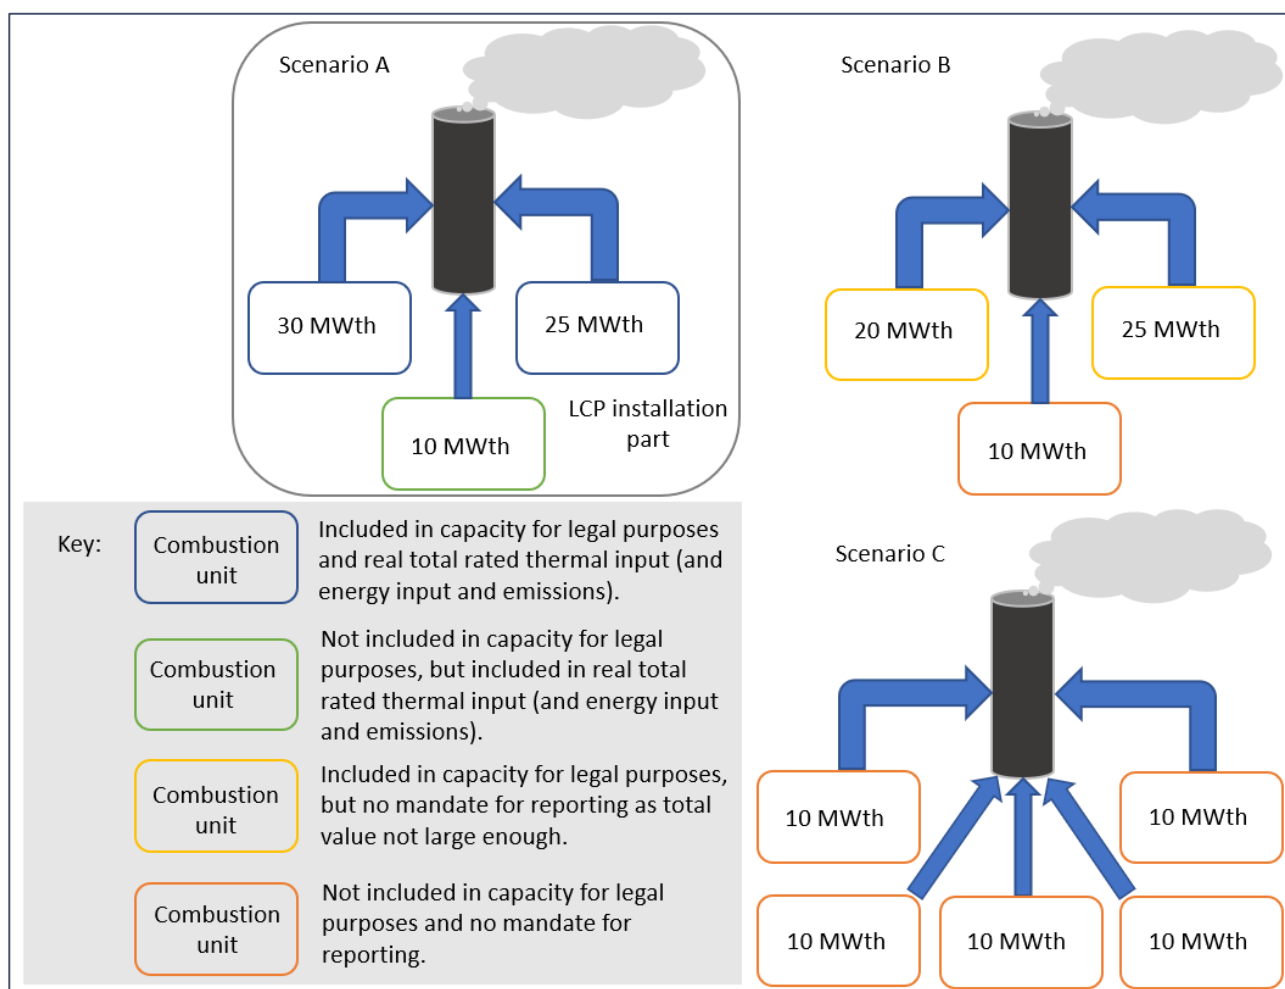 Scenario A
30 MWth
25 MWth
10 MWth
LCP installation
part
Scenario B
20 MWth
25 MWth
10 MWth
Key:
Combustion
unit
Included in capacity for legal purposes
and real total rated thermal input (and
energy input and emissions).
Combustion
unit
Not included in capacity for legal
purposes, but included in real total
rated thermal input (and energy input
and emissions).
Combustion
unit
Included in capacity for legal purposes,
but no mandate for reporting as total
value not large enough.
Combustion
unit
Not included in capacity for legal
purposes and no mandate for
reporting.
Scenario C
10 MWth
10 MWth
10 MWth
10 MWth
10 MWth